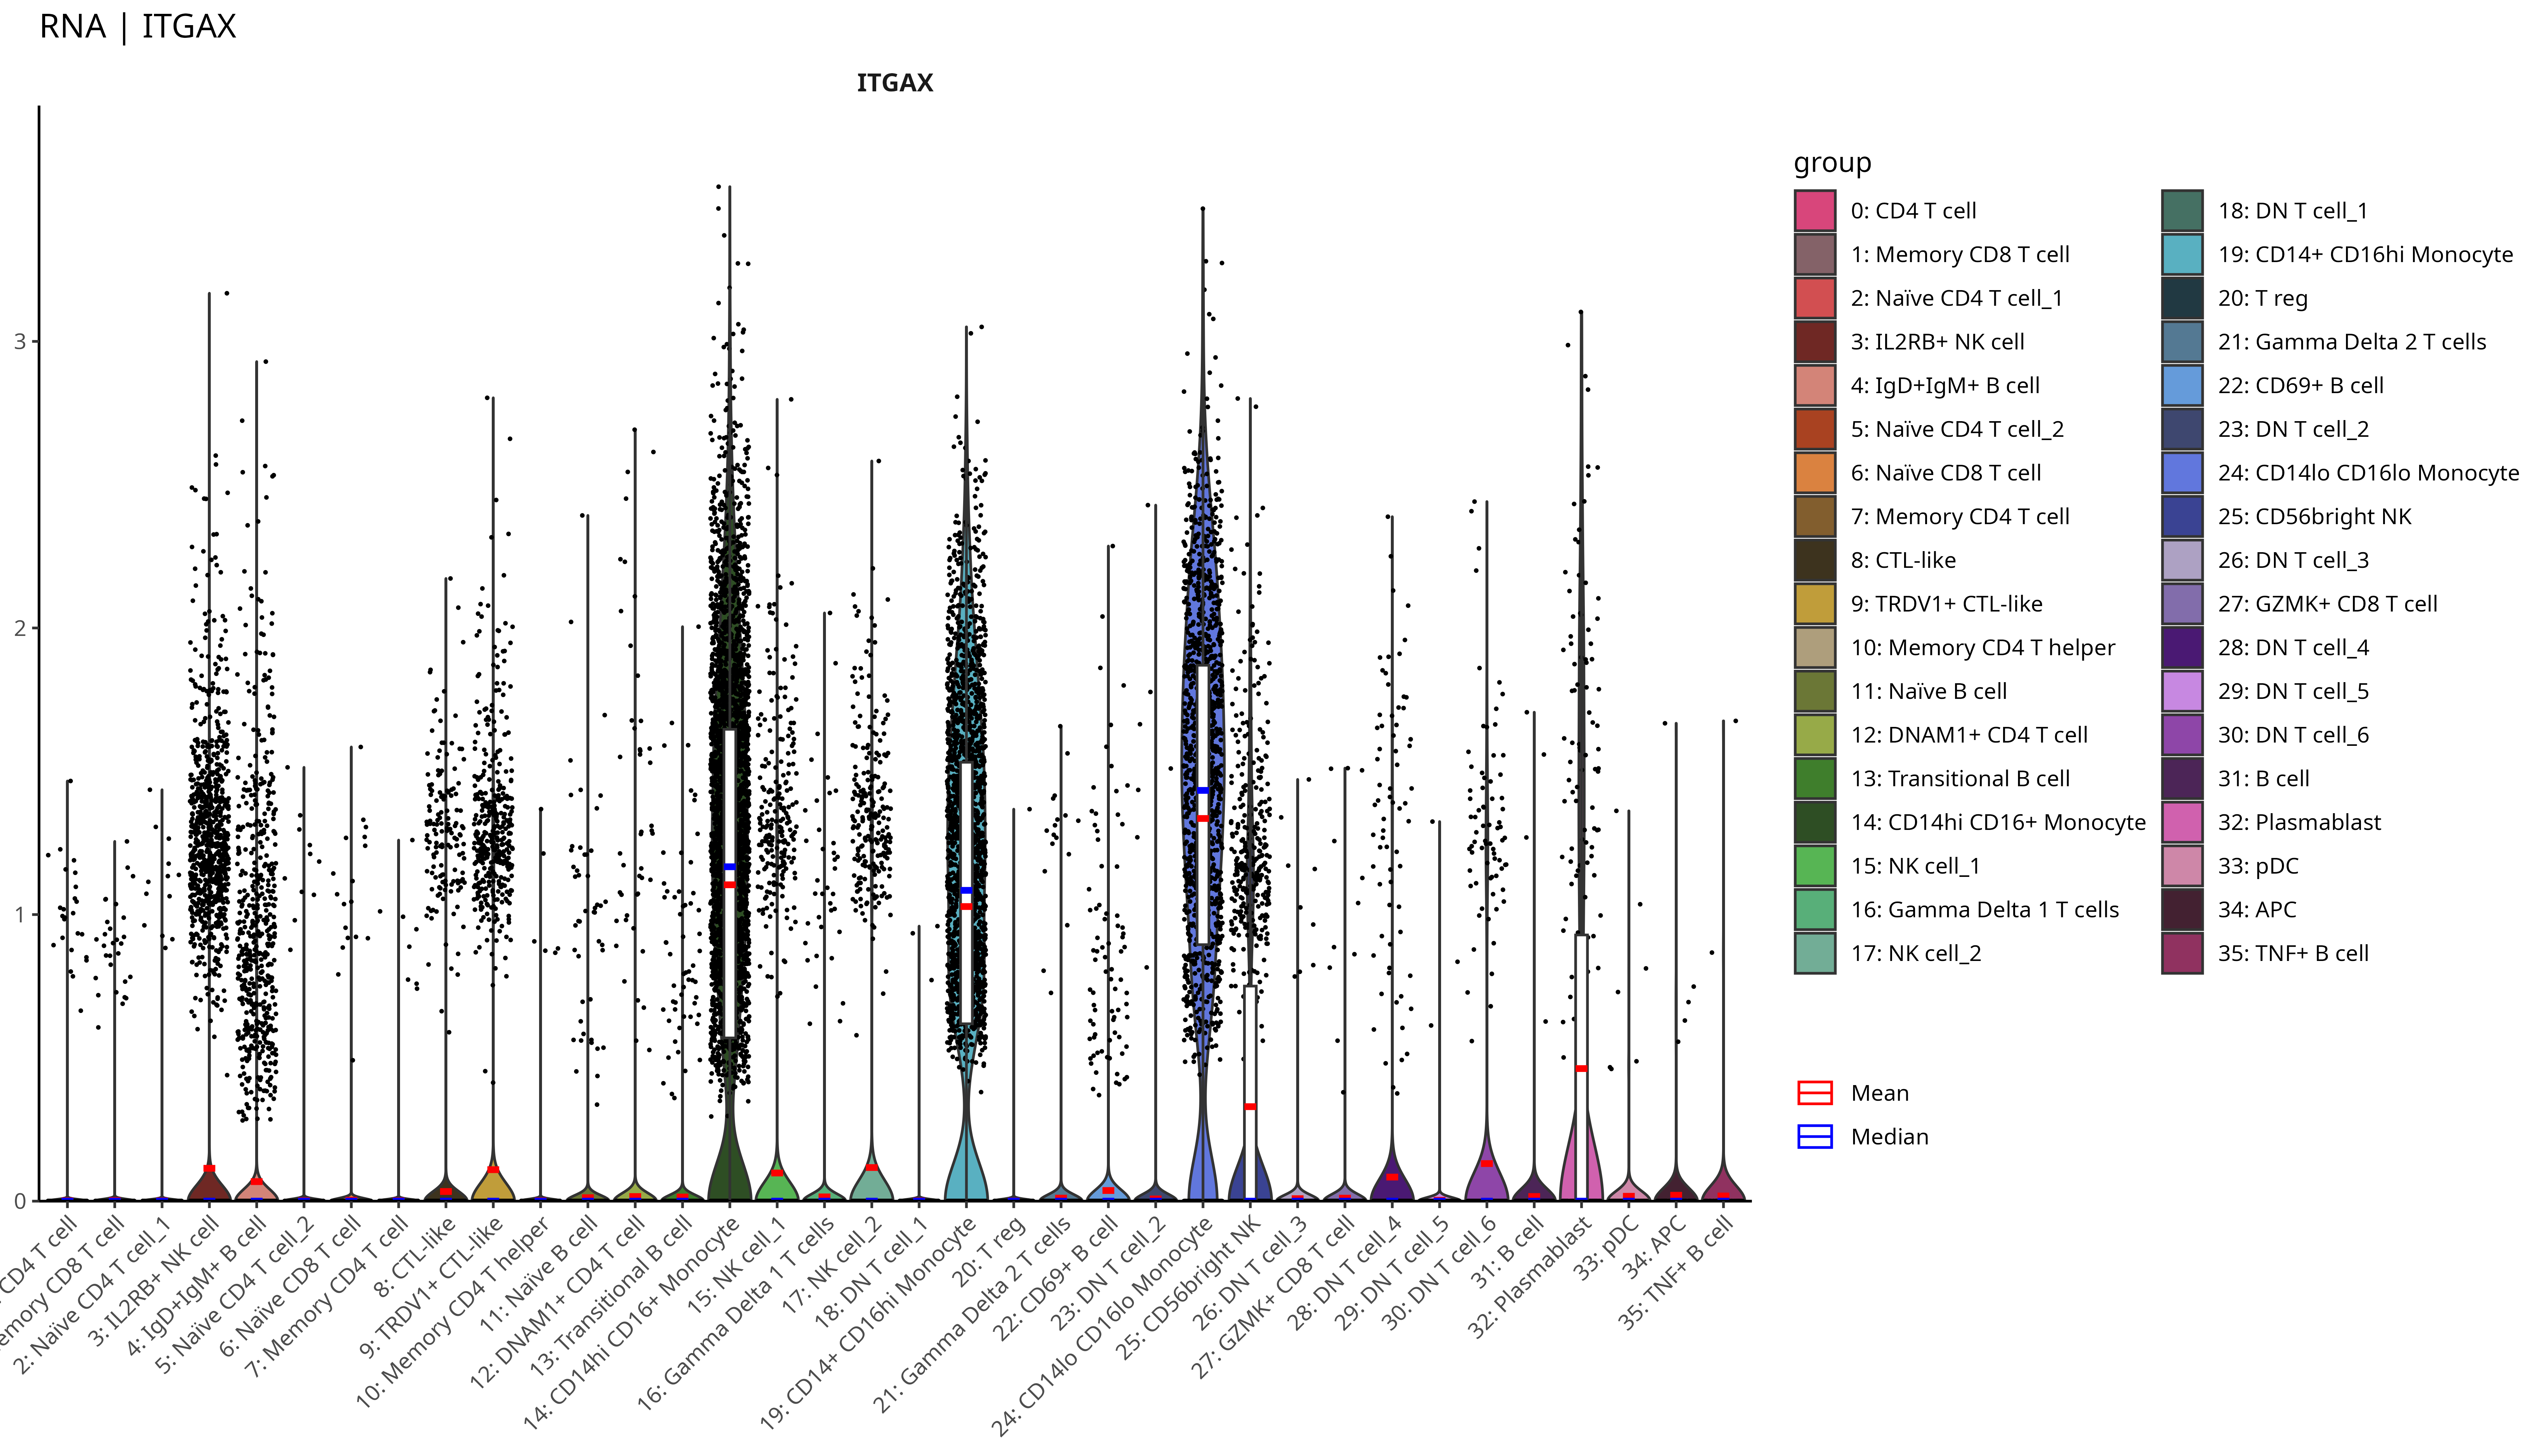 RNA | ITGAX
ITGAX
3
2
1
0
CD4 T cell
Memory CD8 T cell
2: Naïve CD4 T cell_1
3: IL2RB+ NK cell
4: IgD+IgM+ B cell
5: Naïve CD4 T cell_2
6: Naïve CD8 T cell
7: Memory CD4 T cell
8: CTL-like
9: TRDV1+ CTL-like
10: Memory CD4 T helper
11: Naïve B cell
12: DNAM1+ CD4 T cell
13: Transitional B cell
14: CD14hi CD16+ Monocyte
15: NK cell_1
16: Gamma Delta 1 T cells
17: NK cell_2
18: DN T cell_1
19: CD14+ CD16hi Monocyte
20: T reg
21: Gamma Delta 2 T cells
22: CD69+ B cell
23: DN T cell_2
24: CD14lo CD16lo Monocyte
25: CD56bright NK
26: DN T cell_3
27: GZMK+ CD8 T cell
28: DN T cell_4
29: DN T cell_5
30: DN T cell_6
31: B cell
32: Plasmablast
33: pDC
34: APC
35: TNF+ B cell
group
0: CD4 T cell
1: Memory CD8 T cell
2: Naïve CD4 T cell_1
3: IL2RB+ NK cell
4: IgD+IgM+ B cell
5: Naïve CD4 T cell_2
6: Naïve CD8 T cell
7: Memory CD4 T cell
8: CTL-like
9: TRDV1+ CTL-like
10: Memory CD4 T helper
11: Naïve B cell
12: DNAM1+ CD4 T cell
13: Transitional B cell
14: CD14hi CD16+ Monocyte
15: NK cell_1
16: Gamma Delta 1 T cells
17: NK cell_2
18: DN T cell_1
19: CD14+ CD16hi Monocyte
20: T reg
21: Gamma Delta 2 T cells
22: CD69+ B cell
23: DN T cell_2
24: CD14lo CD16lo Monocyte
25: CD56bright NK
26: DN T cell_3
27: GZMK+ CD8 T cell
28: DN T cell_4
29: DN T cell_5
30: DN T cell_6
31: B cell
32: Plasmablast
33: pDC
34: APC
35: TNF+ B cell
Mean
Median